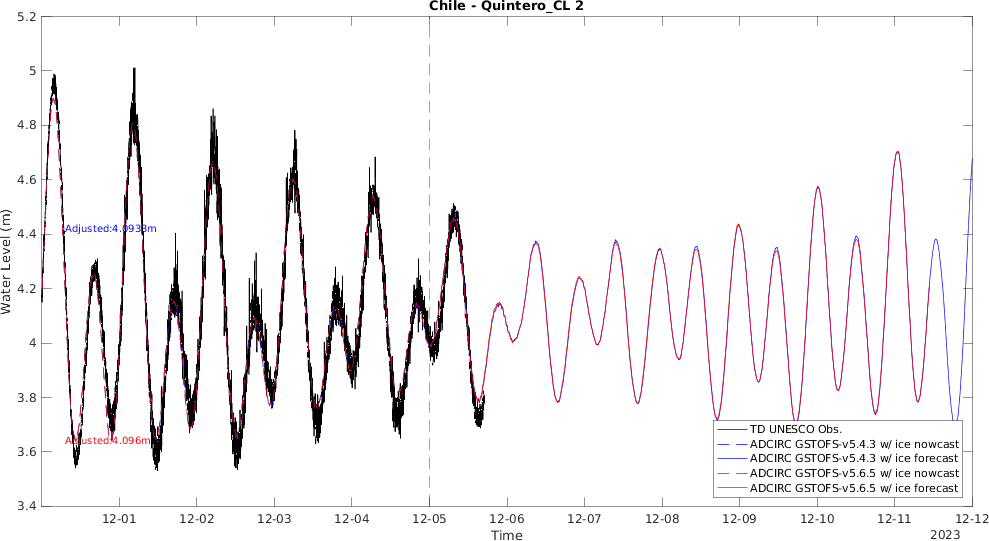 Chile - Quintero_CL 2
Water Level (m)
5.2
5
4.8
4.6
4.4
4.2
4
3.8
3.6
3.4
Adjusted:4.0933m
Adjusted:4.096m
TD UNESCO Obs.
ADCIRC GSTOFS-v5.4.3 w/ ice nowcast
ADCIRC GSTOFS-v5.4.3 w/ ice forecast
ADCIRC GSTOFS-v5.6.5 w/ ice nowcast
ADCIRC GSTOFS-v5.6.5 w/ ice forecast
12-01 12-02 12-03 12-04 12-05 12-06 12-07 12-08 12-09 12-10 12-11 12-12
Time
2023